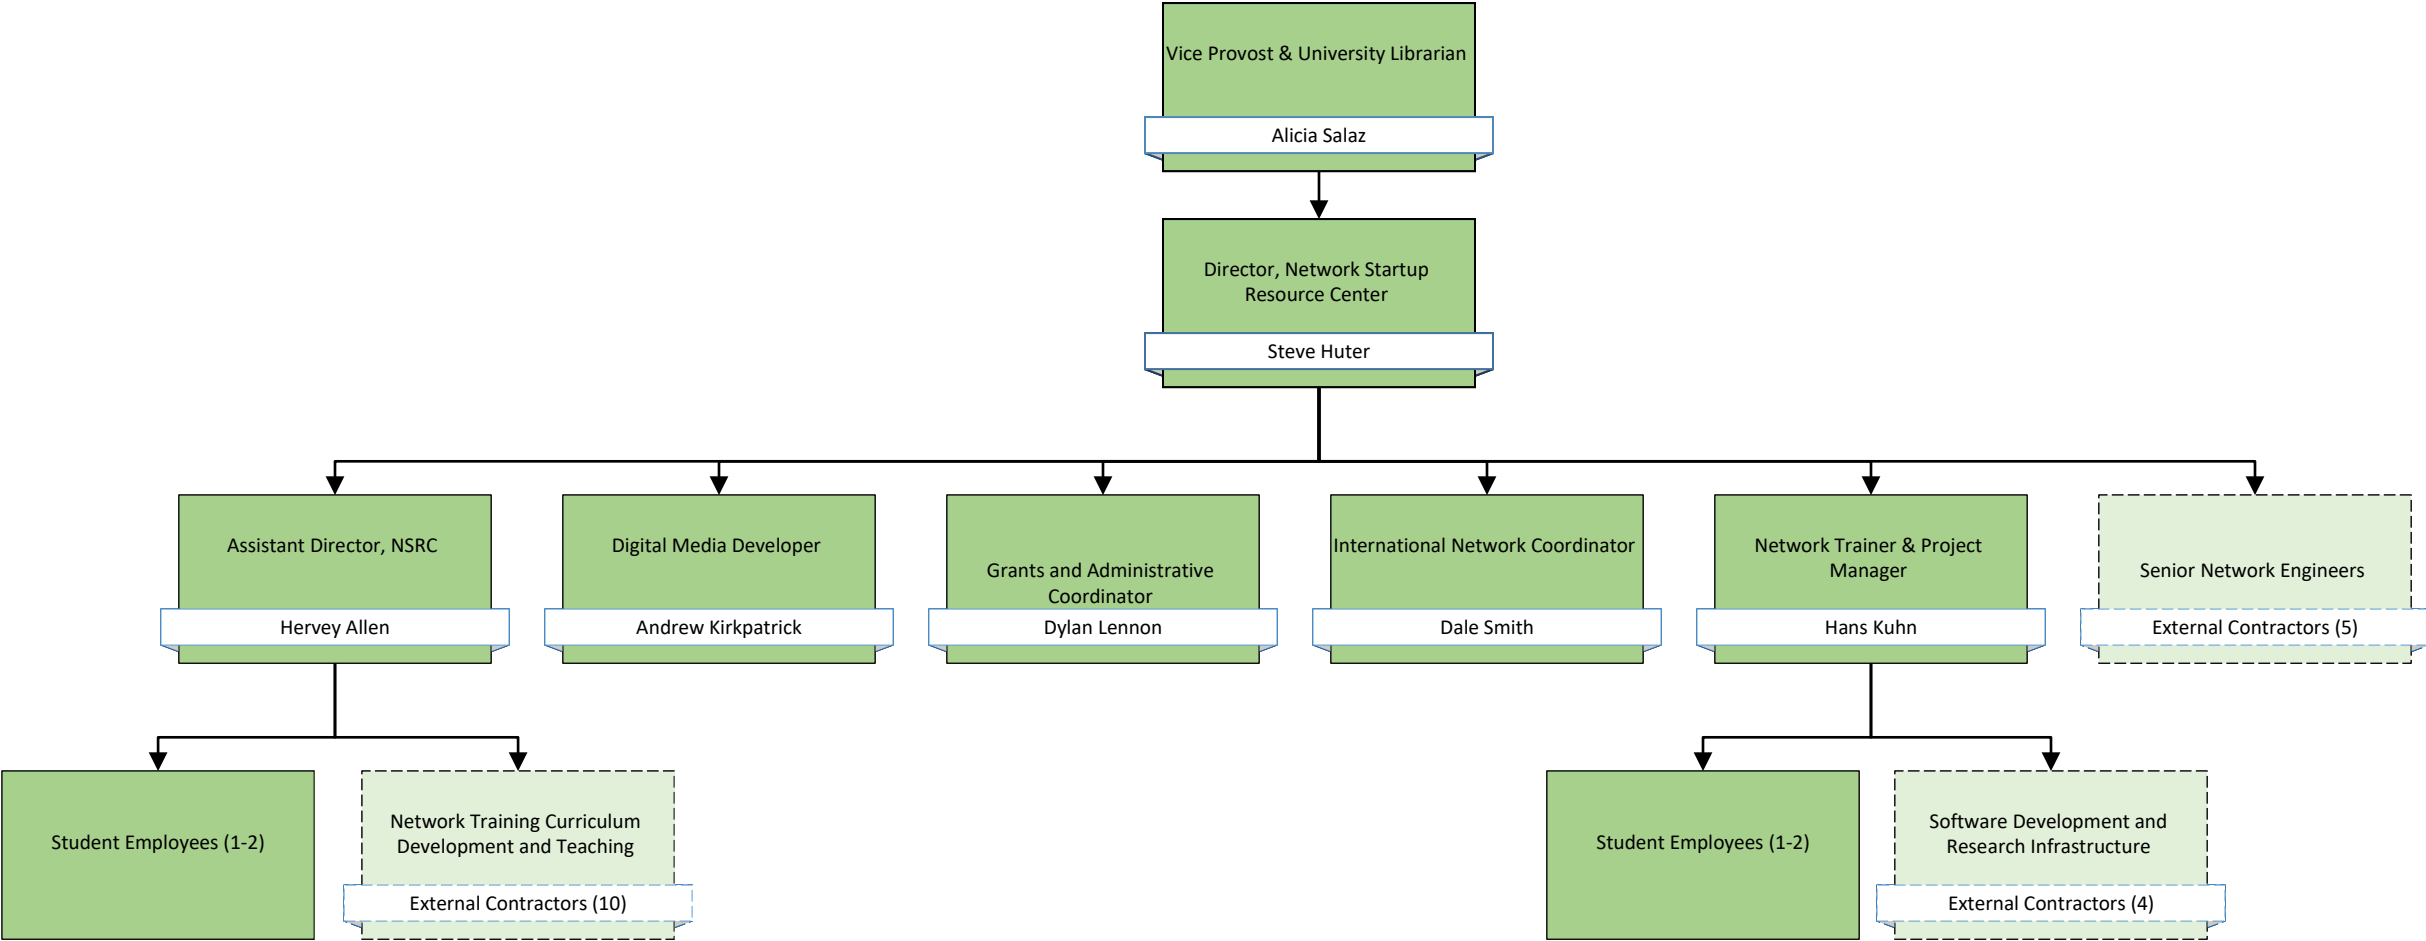 Vice Provost & University Librarian
Alicia Salaz
Director, Network Startup
Resource Center
Steve Huter
Assistant Director, NSRC
Hervey Allen
Digital Media Developer
Andrew Kirkpatrick
Grants and Administrative
Coordinator
Dylan Lennon
International Network Coordinator
Dale Smith
Network Trainer & Project
Manager
Hans Kuhn
Senior Network Engineers
External Contractors (5)
Student Employees (1-2)
Network Training Curriculum
Development and Teaching
External Contractors (10)
Student Employees (1-2)
Software Development and
Research Infrastructure
External Contractors (4)